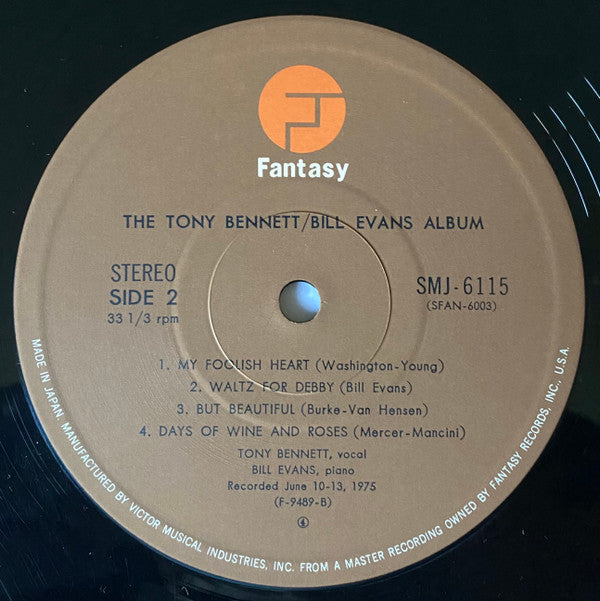 Fantasy
THE TONY BENNETT/BILL EVANS ALBUM
STEREO
SIDE 2
33 1/3 rpm
SMJ-6115
(SFAN-6003)
1. MY FOOLISH HEART (Washington-Young)
2. WALTZ FOR DEBBY (Bill Evans)
3. BUT BEAUTIFUL (Burke-Van Hensen)
4. DAYS OF WINE AND ROSES (Mercer-Mancini)
TONY BENNETT, vocal
BILL EVANS, piano
Recorded June 10-13, 1975
(F-9489-B)
④
MADE IN JAPAN. MANUFACTURED BY VICTOR MUSICAL INDUSTRIES, INC. FROM A MASTER RECORDING OWNED BY FANTASY RECORDS, INC., U.S.A.